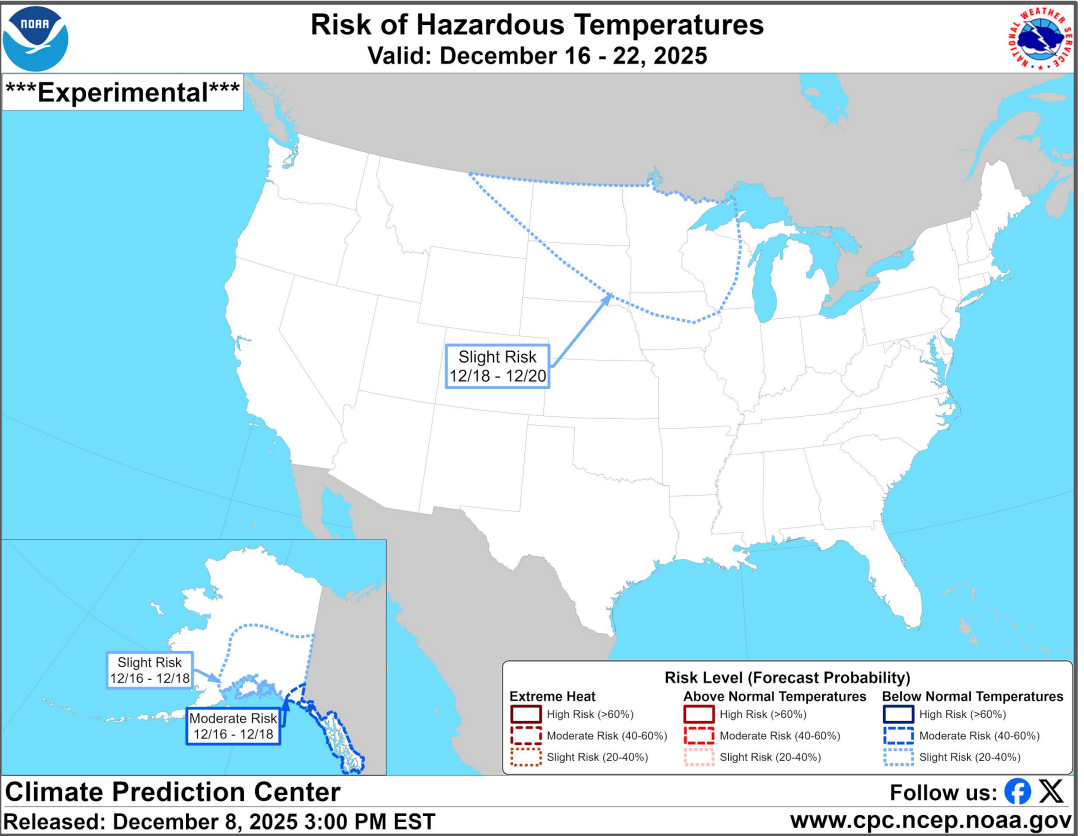 NOAA
Risk of Hazardous Temperatures
Valid: December 16 - 22, 2025
NATIONAL WEATHER SERVICE
***Experimental***
Slight Risk
12/18 - 12/20
Slight Risk
12/16 - 12/18
Moderate Risk
12/16 - 12/18
Risk Level (Forecast Probability)
Extreme Heat
High Risk (>60%)
Moderate Risk (40-60%)
Slight Risk (20-40%)
Above Normal Temperatures
High Risk (>60%)
Moderate Risk (40-60%)
Slight Risk (20-40%)
Below Normal Temperatures
High Risk (>60%)
Moderate Risk (40-60%)
Slight Risk (20-40%)
Climate Prediction Center
Follow us:
Released: December 8, 2025 3:00 PM EST
www.cpc.ncep.noaa.gov